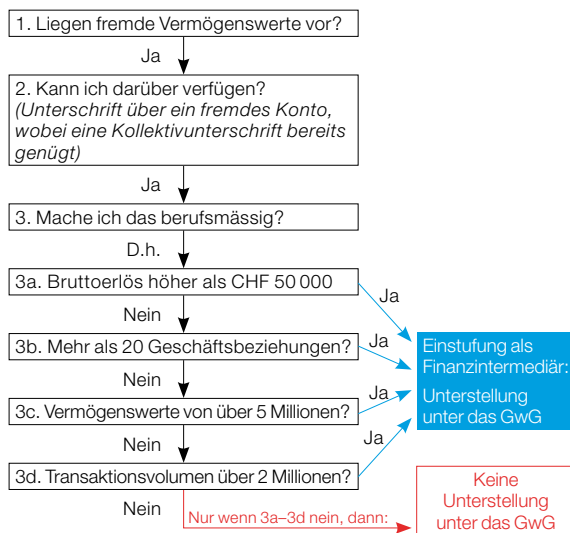 1. Liegen fremde Vermögenswerte vor?
Ja
2. Kann ich darüber verfügen?
(Unterschrift über ein fremdes Konto,
wobei eine Kollektivunterschrift bereits
genügt)
Ja
3. Mache ich das berufsmässig?
D.h.
3a. Bruttoerlös höher als CHF 50 000
Ja
Nein
3b. Mehr als 20 Geschäftsbeziehungen?
Ja
Nein
3c. Vermögenswerte von über 5 Millionen?
Ja
Nein
3d. Transaktionsvolumen über 2 Millionen?
Ja
Einstufung als
Finanzintermediär:
Unterstellung
unter das GwG
Nein
Nur wenn 3a–3d nein, dann:
Keine
Unterstellung
unter das GwG